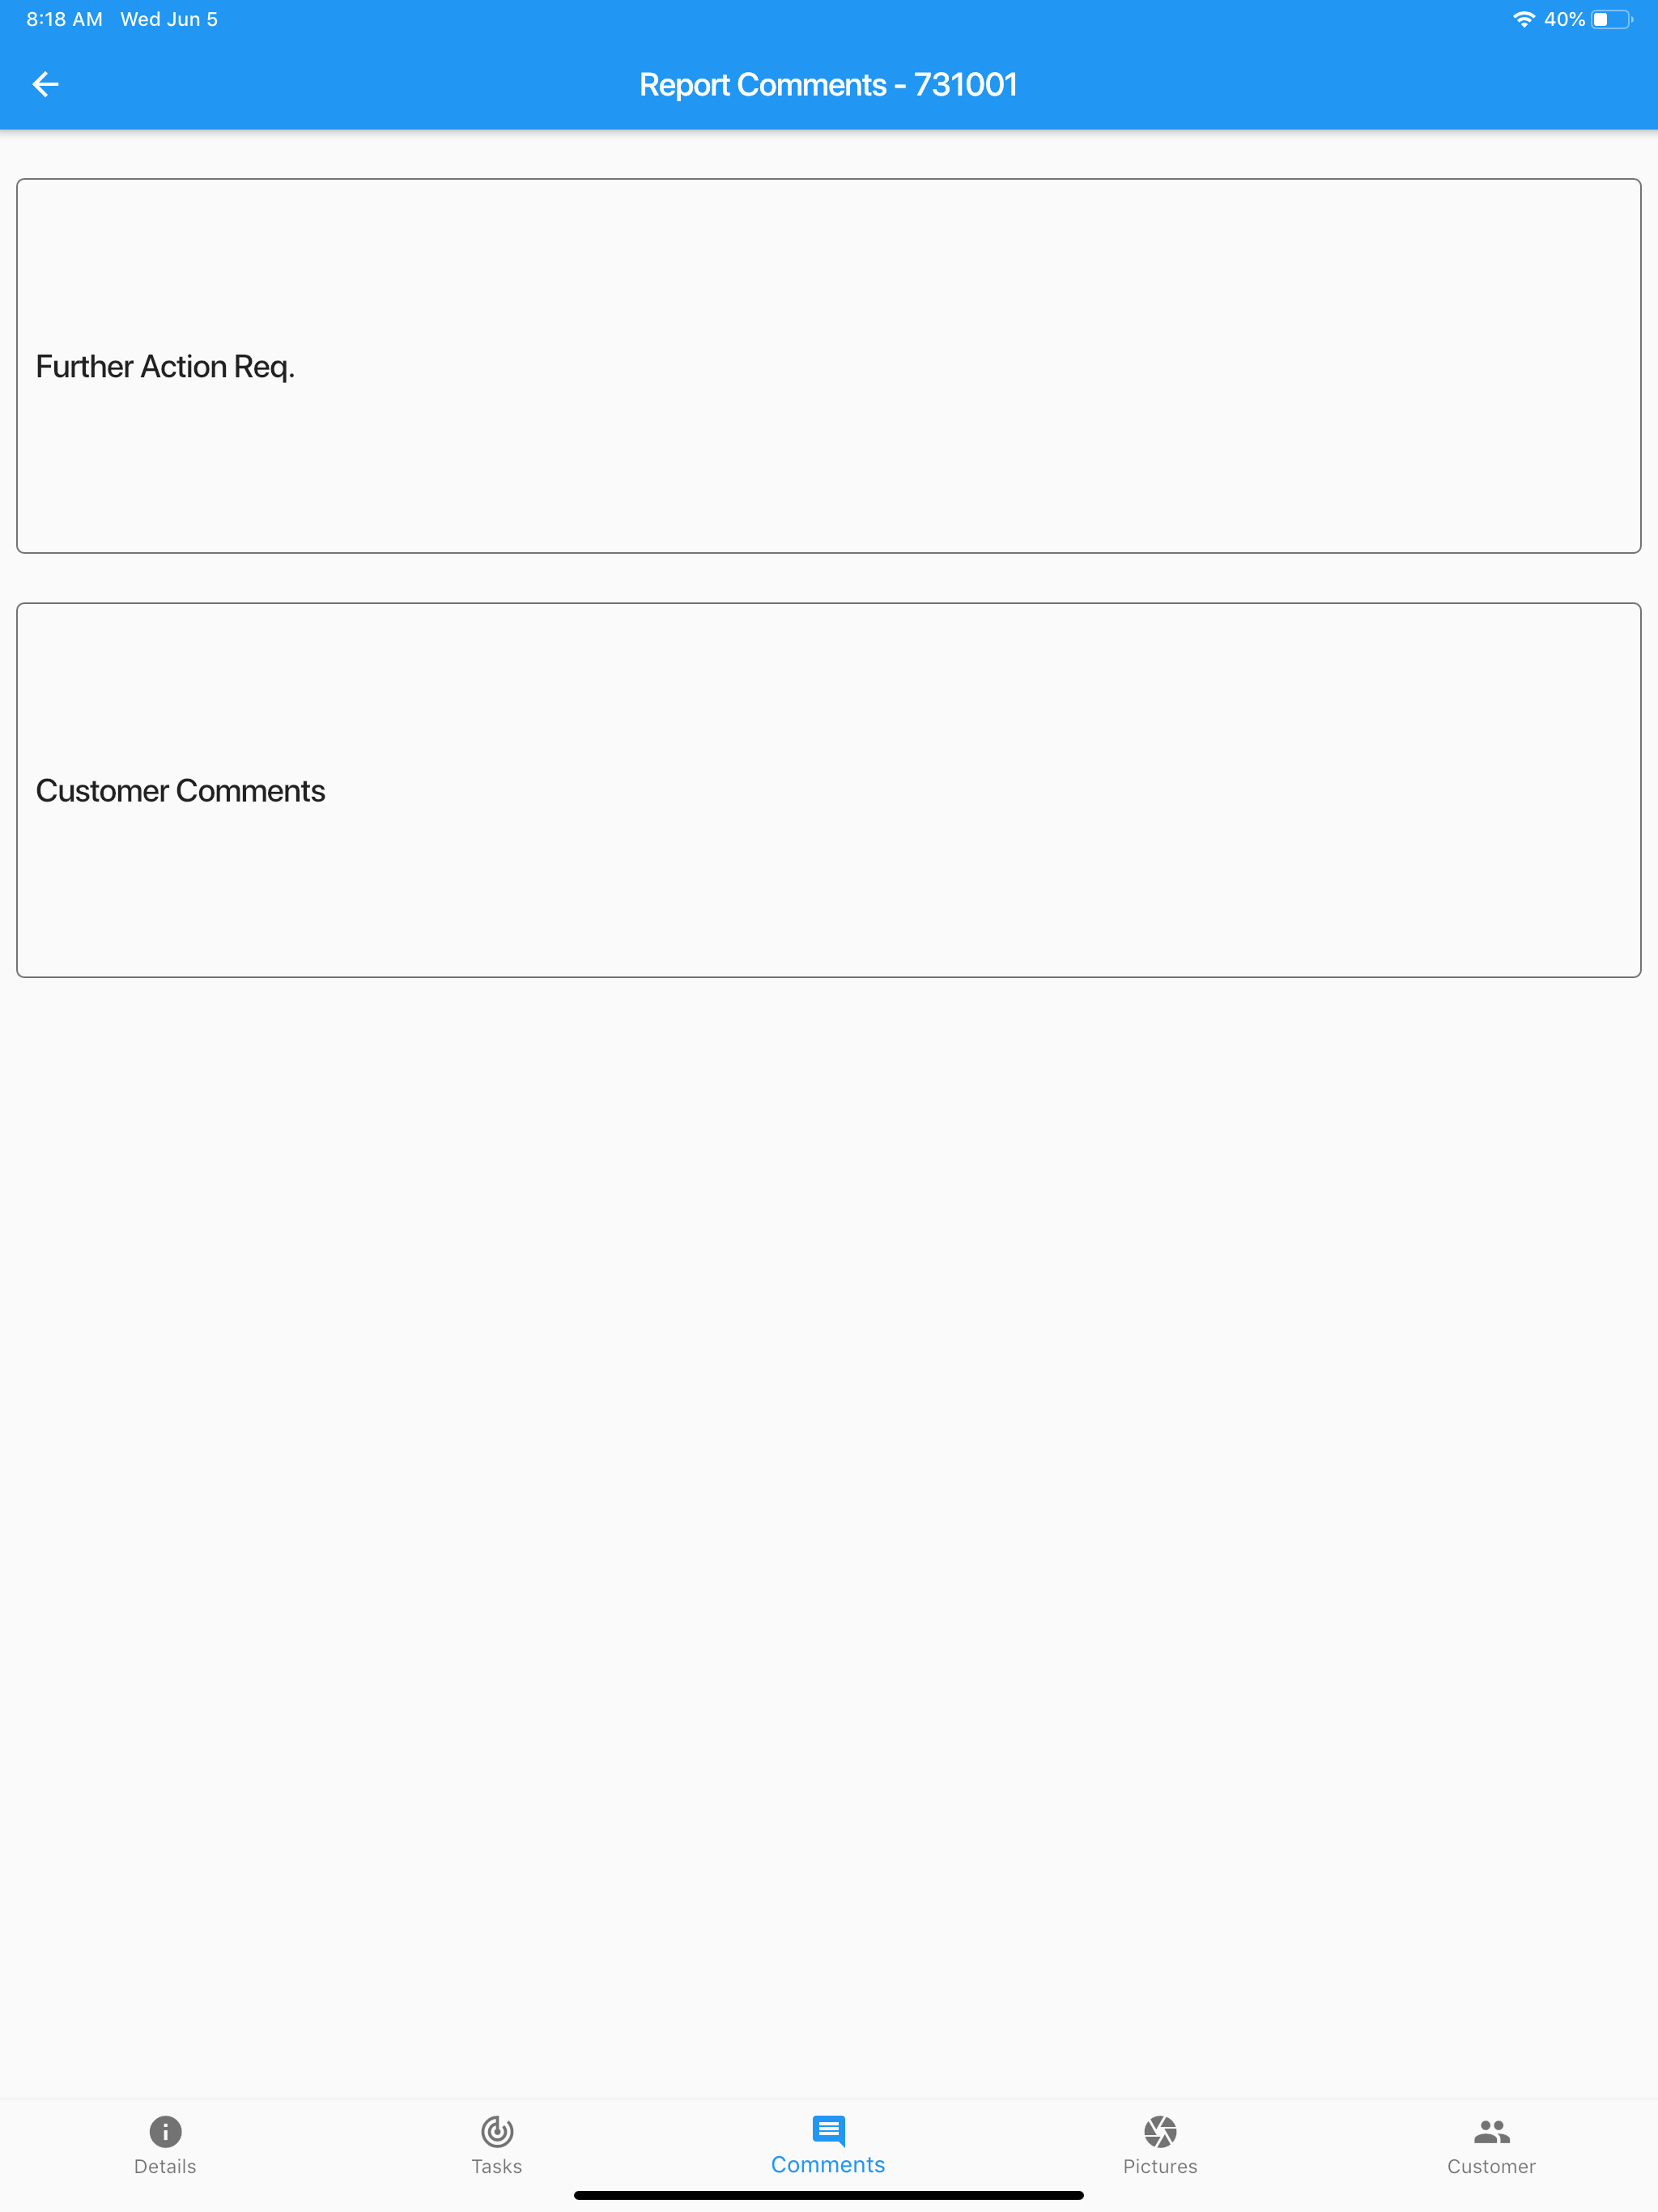 8:18 AM Wed Jun 5 40%
Report Comments - 731001
Further Action Req.
Customer Comments
Details Tasks Comments Pictures Customer